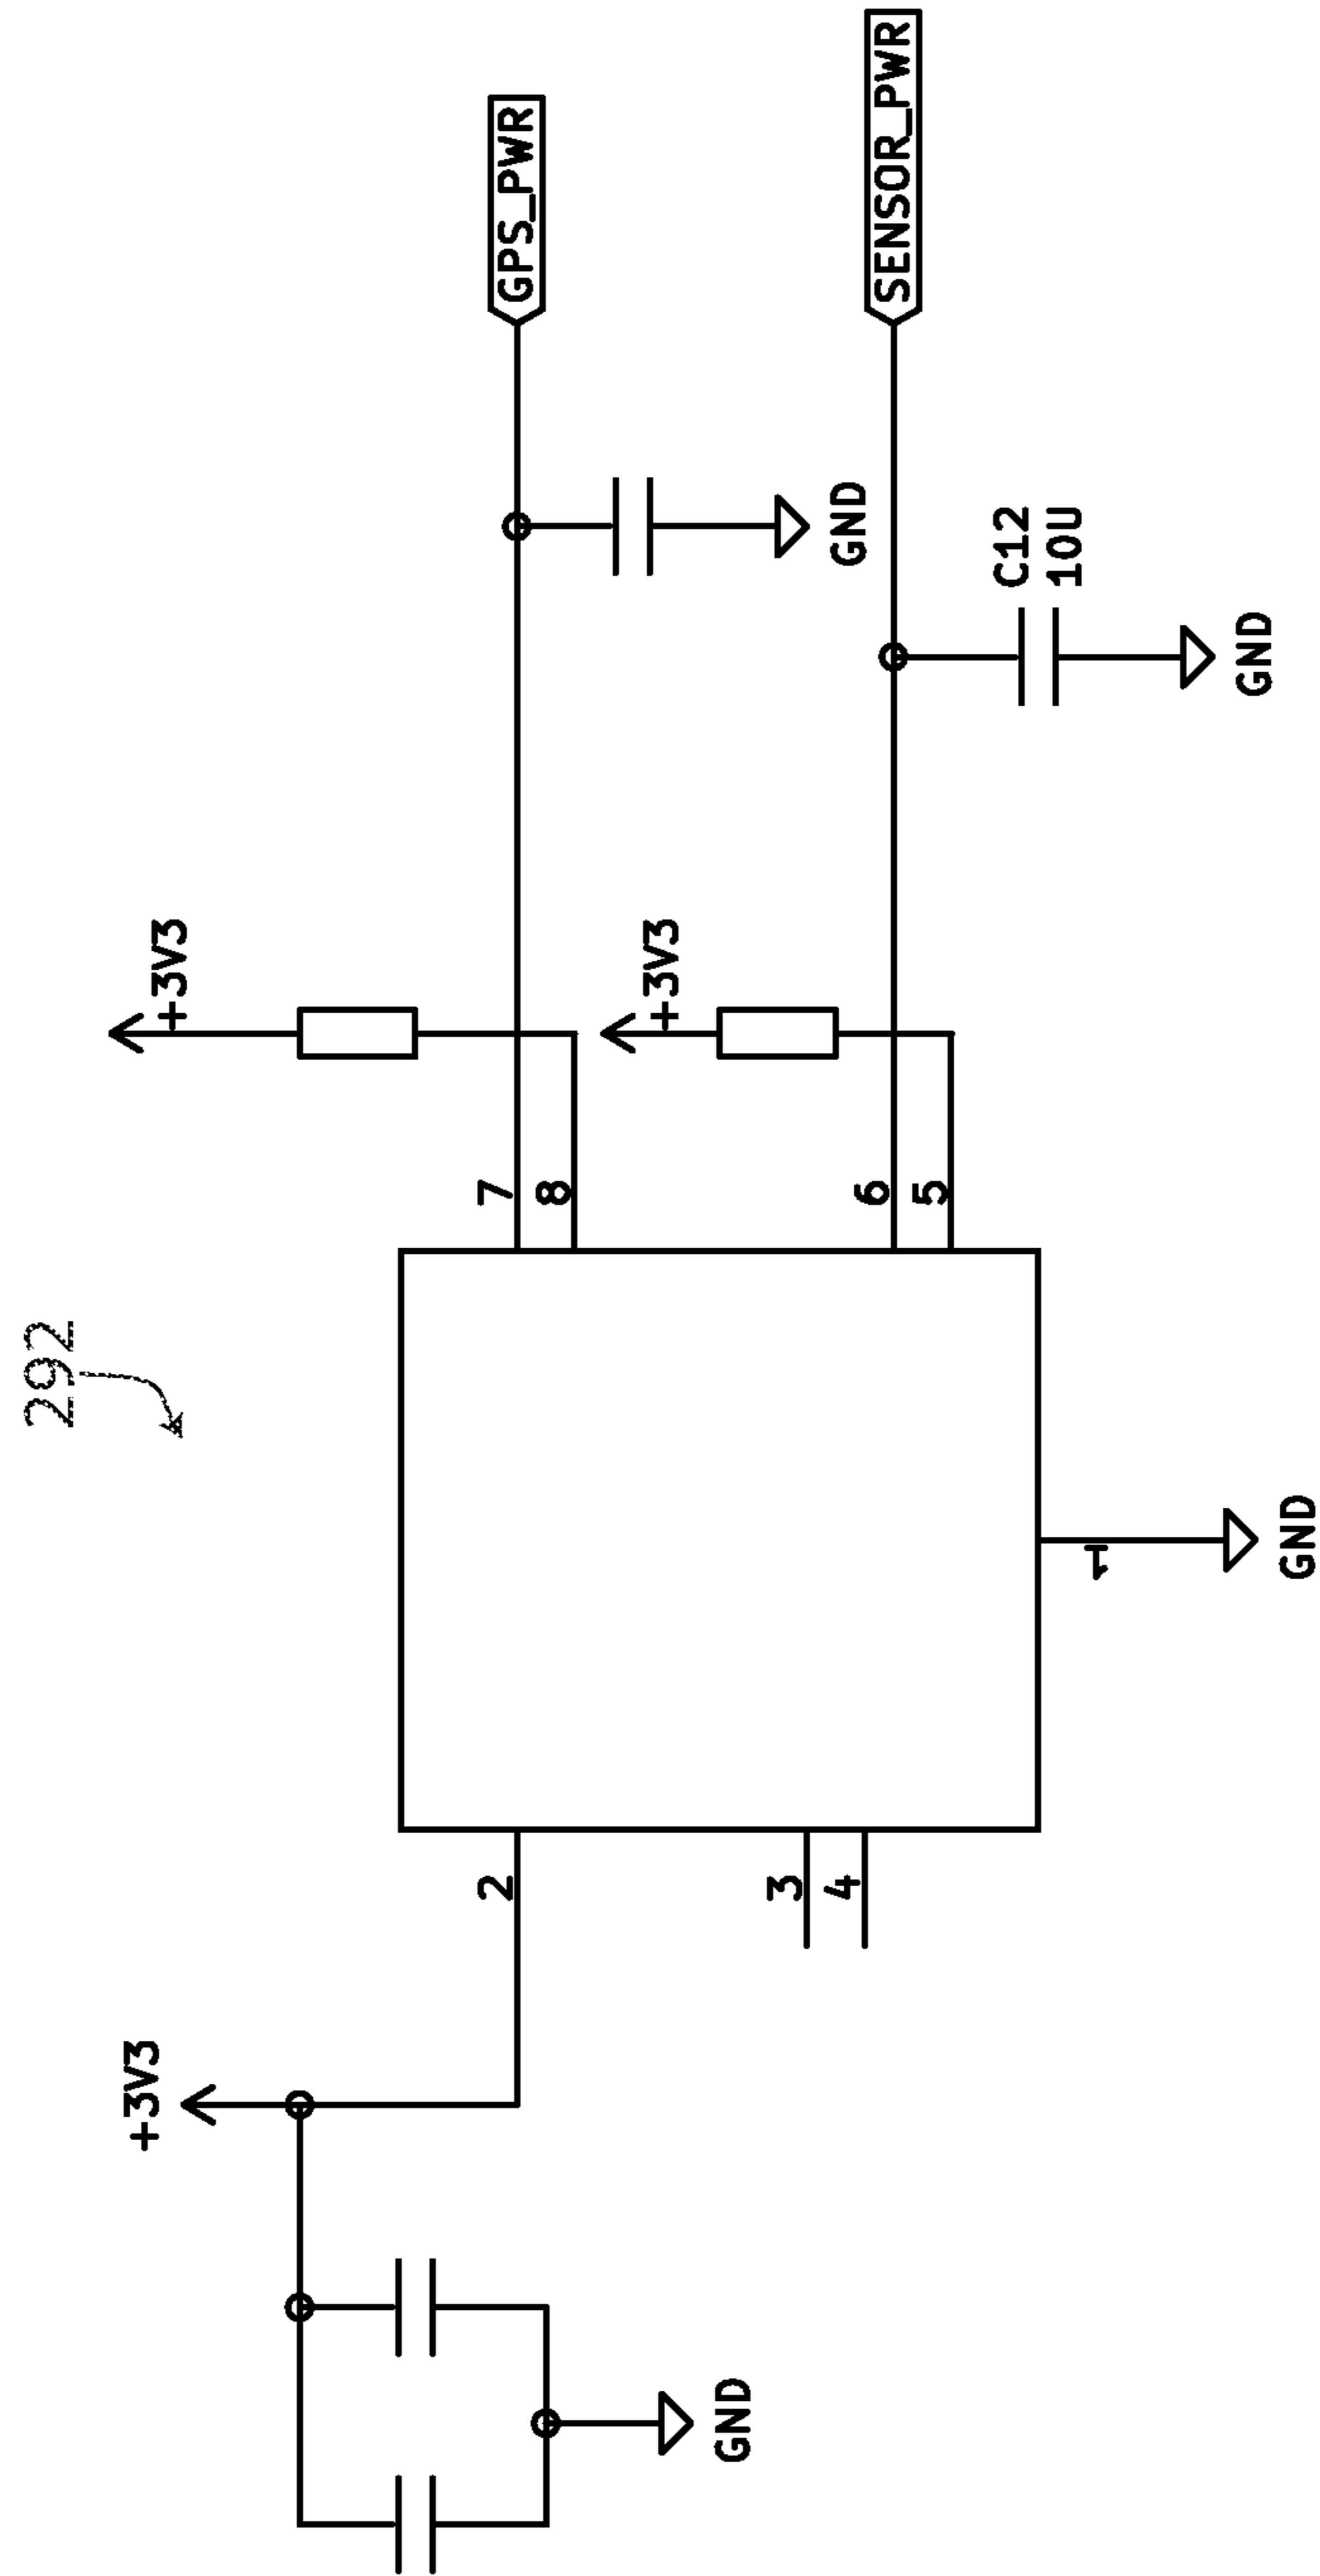 292
+3V3
GND
2
3
4
1
GND
7
8
6
5
+3V3
+3V3
GPS_PWR
GND
SENSOR_PWR
C12
10U
GND